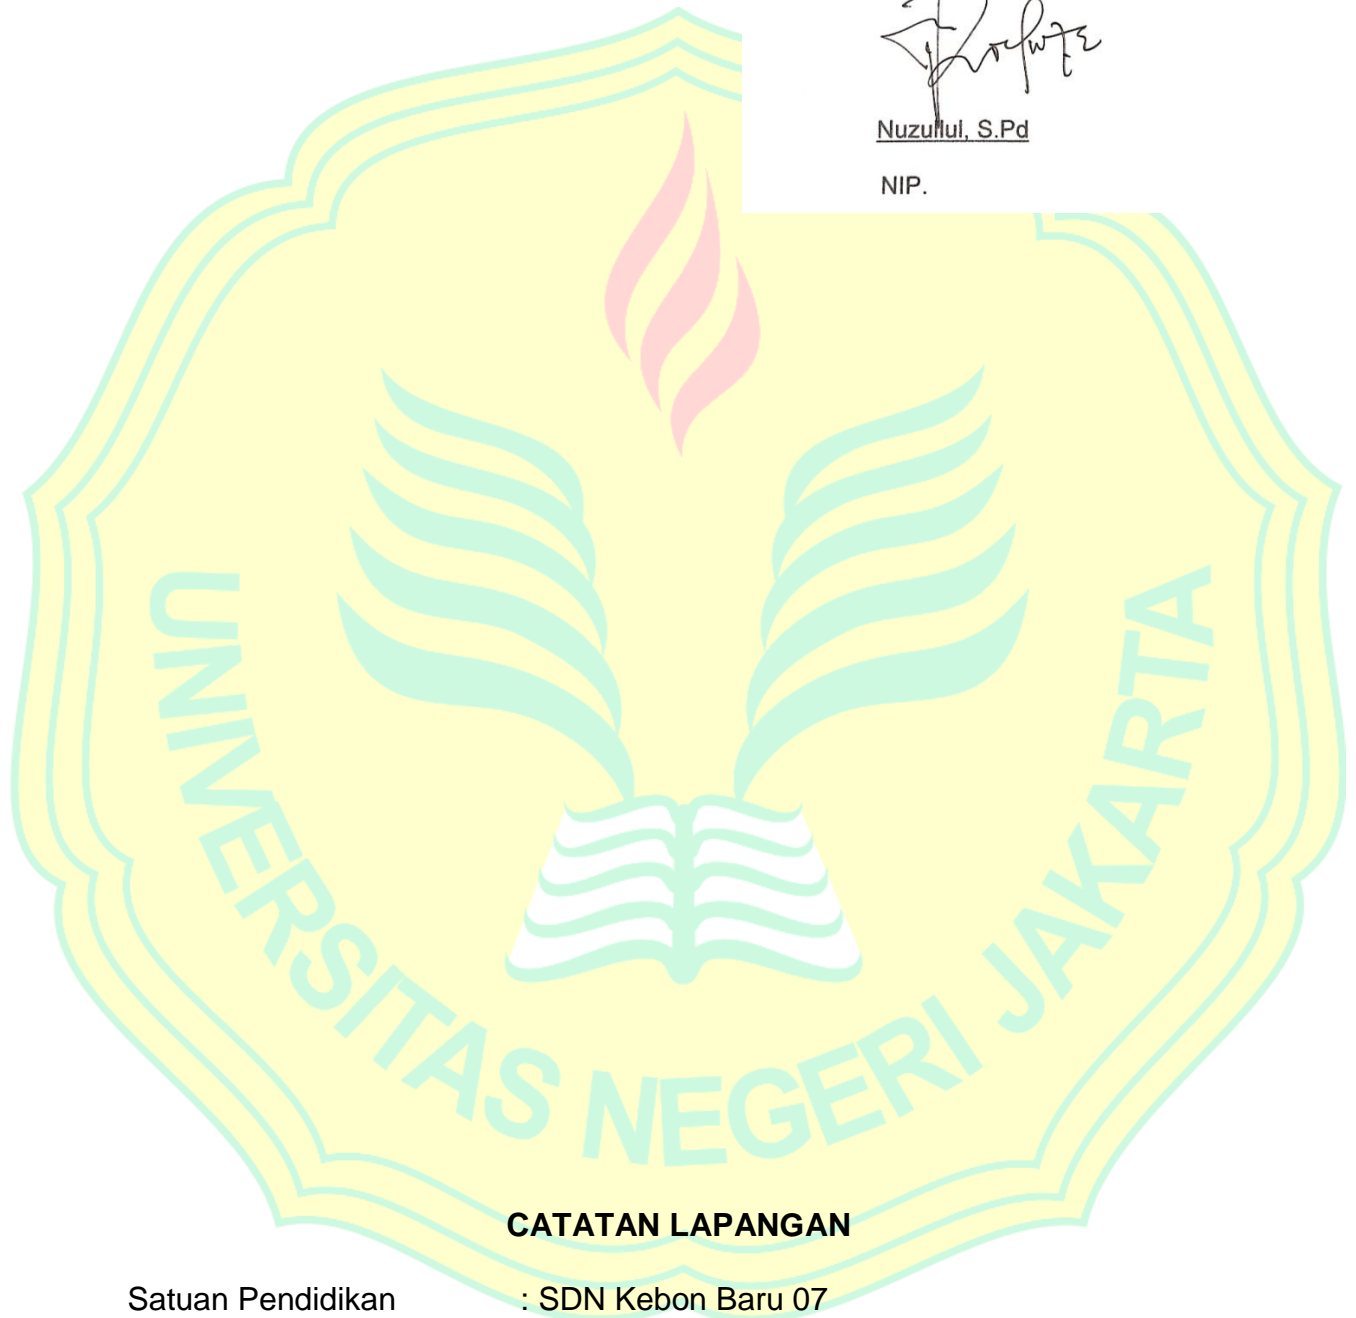 Nuzullul, S.Pd
NIP.
UNIVERSITAS NEGERI JAKARTA
CATATAN LAPANGAN
Satuan Pendidikan : SDN Kebon Baru 07